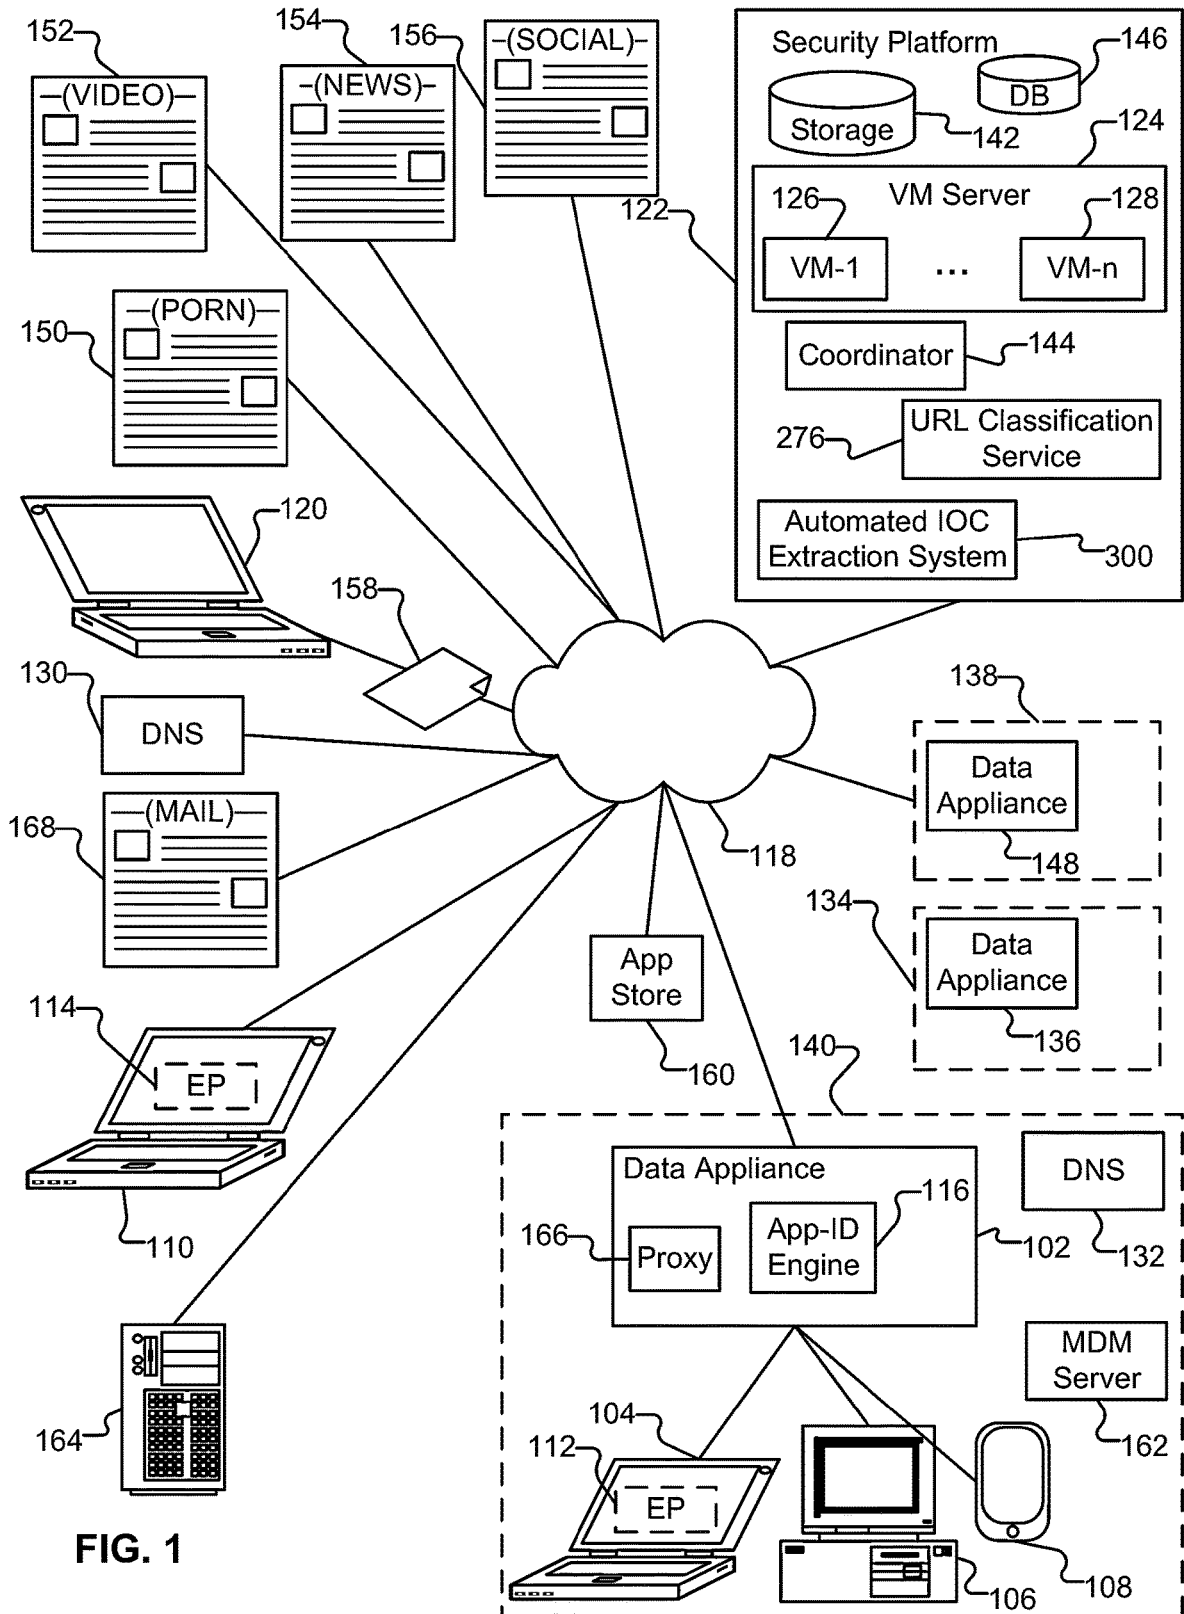 152
(VIDEO)
154
(NEWS)
156
(SOCIAL)
Security Platform
146
DB
Storage
142
124
122
VM Server
126
128
VM-1
...
VM-n
150
(PORN)
Coordinator
144
URL Classification
Service
276
Automated IOC
Extraction System
300
120
158
130
DNS
138
Data
Appliance
148
118
168
(MAIL)
134
Data
Appliance
136
App
Store
160
140
114
EP
110
Data Appliance
166
Proxy
App-ID
Engine
116
102
DNS
132
MDM
Server
162
164
104
112
EP
106
108
FIG. 1